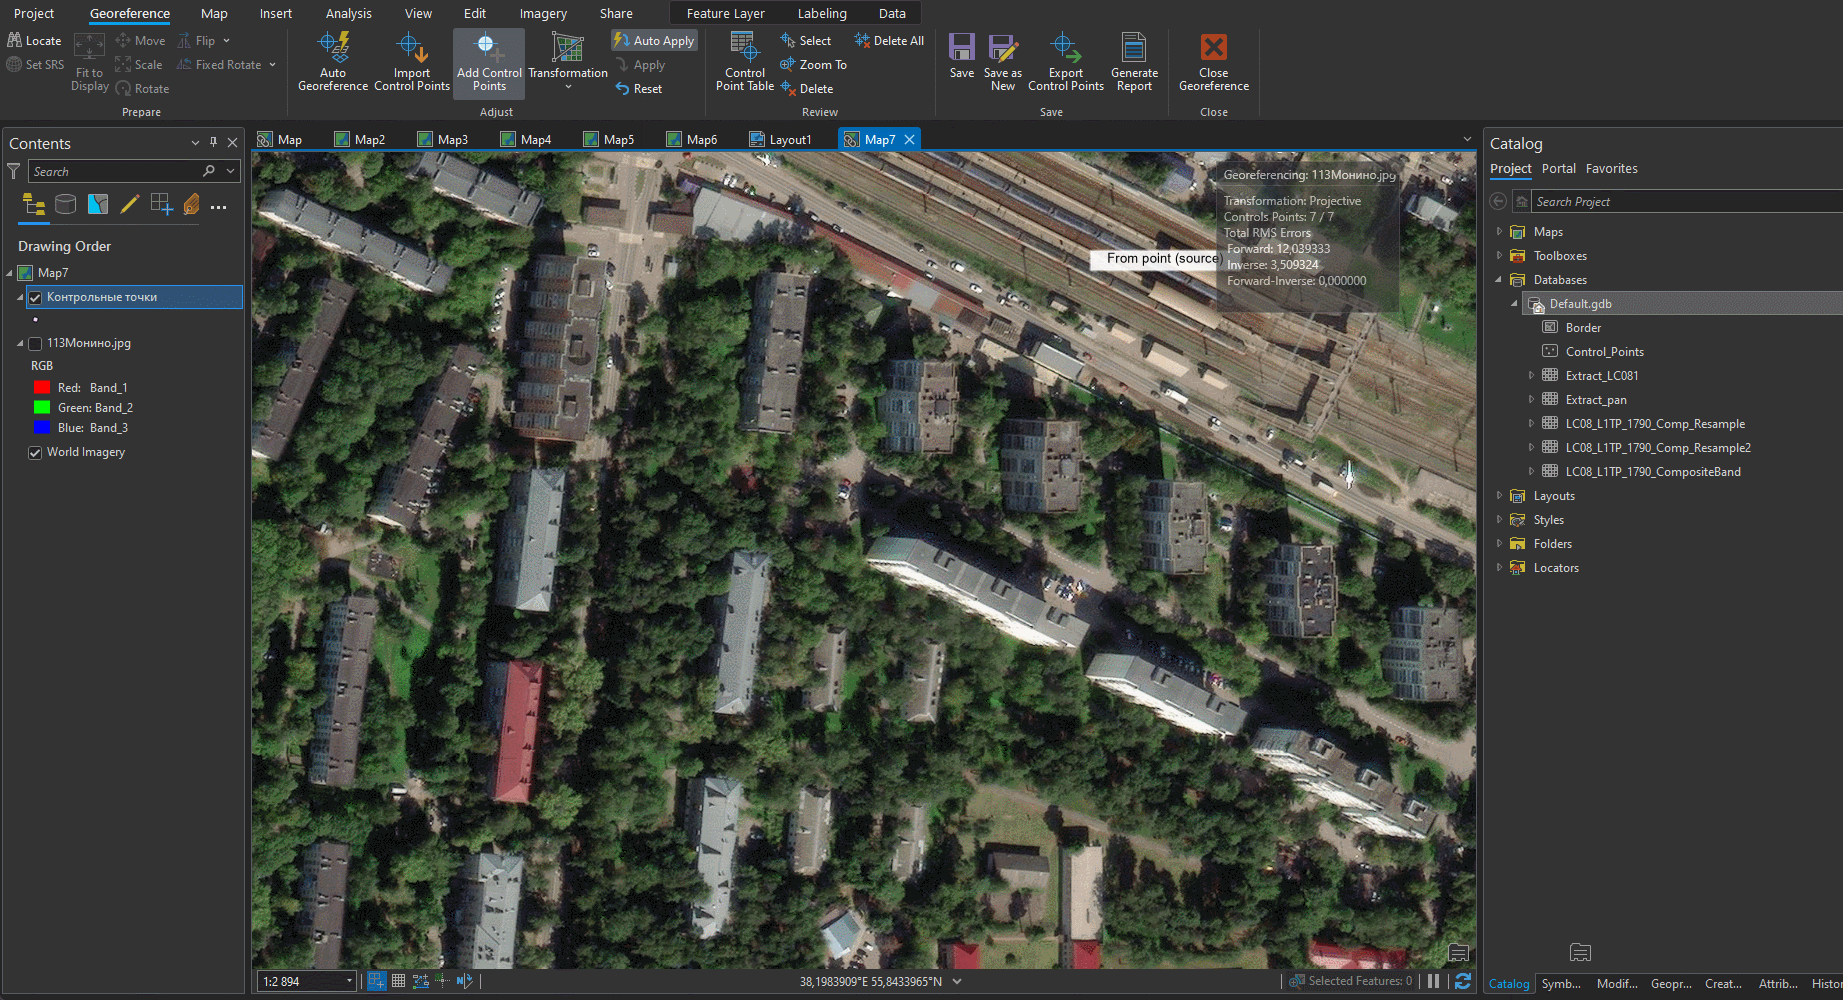 Project Georeference Map Insert Analysis View Edit Imagery Share Feature Layer Labeling Data
Locate Move Flip
Set SRS Scale Fixed Rotate
Fit to Display Rotate
Prepare
Auto Georeference
Import Control Points
Add Control Points
Transformation
Auto Apply
Apply
Reset
Adjust
Control Point Table
Select
Zoom To
Delete
Delete All
Review
Save
Save as New
Export Control Points
Generate Report
Save
Close Georeference
Close
Contents
Search
Drawing Order
Map7
Контрольные точки
113Монино.jpg
RGB
Red: Band_1
Green: Band_2
Blue: Band_3
World Imagery
Map Map2 Map3 Map4 Map5 Map6 Layout1 Map7
Georeferencing: 113Монино.jpg
Transformation: Projective
Controls Points: 7 / 7
Total RMS Errors
Forward: 12,039333
Inverse: 3,509324
Forward-Inverse: 0,000000
From point (source)
1:2 894
38,1983909°E 55,8433965°N
Selected Features: 0
Catalog
Project Portal Favorites
Search Project
Maps
Toolboxes
Databases
Default.gdb
Border
Control_Points
Extract_LC081
Extract_pan
LC08_L1TP_1790_Comp_Resample
LC08_L1TP_1790_Comp_Resample2
LC08_L1TP_1790_CompositeBand
Layouts
Styles
Folders
Locators
Catalog Symb... Modif... Geopr... Creat... Attrib... Histor